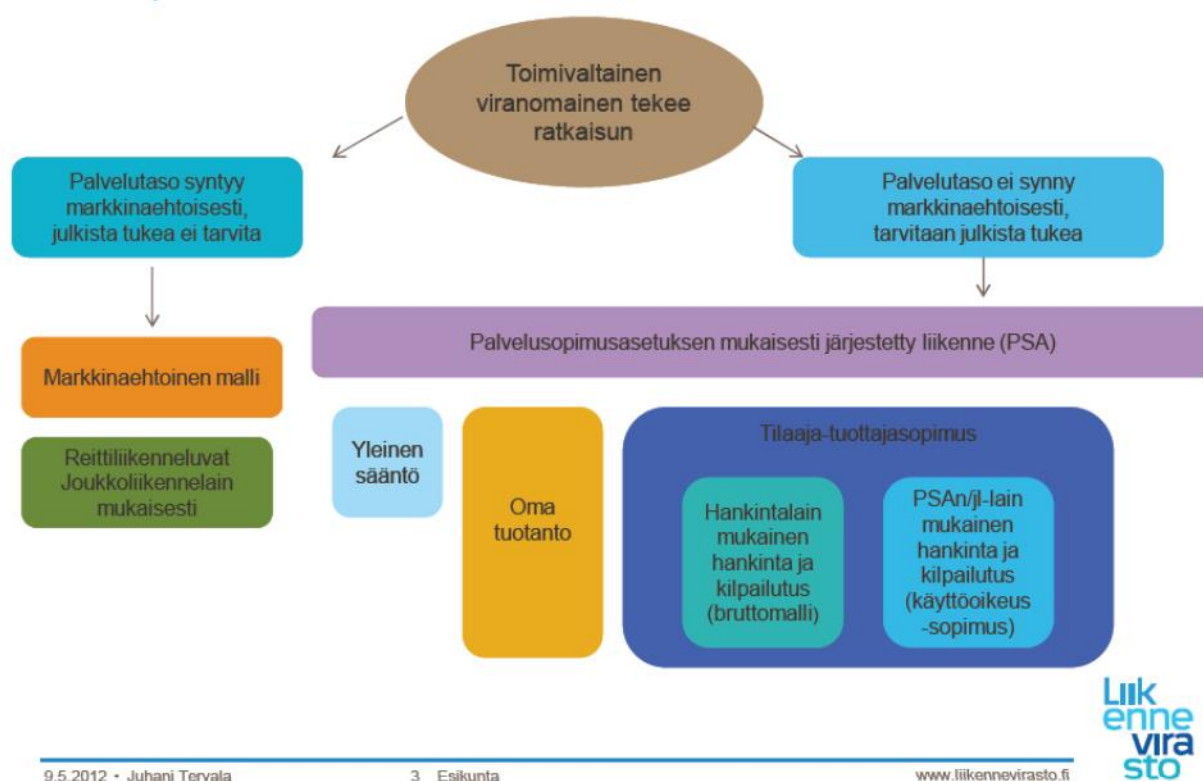 Toimivaltainen
viranomainen tekee
ratkaisun
Palvelutaso syntyy
markkinaehtoisesti,
julkista tukea ei tarvita
Palvelutaso ei synny
markkinaehtoisesti,
tarvitaan julkista tukea
Palvelusopimusasetuksen mukaisesti järjestetty liikenne (PSA)
Markkinaehtoinen malli
Reittiliikenneluvat
Joukkoliikennelain
mukaisesti
Yleinen
sääntö
Oma
tuotanto
Tilaaja-tuottajasopimus
Hankintalain
mukainen
hankinta ja
kilpailutus
(bruttomalli)
PSAn/jl-lain
mukainen
hankinta ja
kilpailutus
(käyttöoikeus
-sopimus)
Liik
enne
vira
sto
9.5.2012 • Juhani Tervala
3 Esikunta
www.liikennevirasto.fi